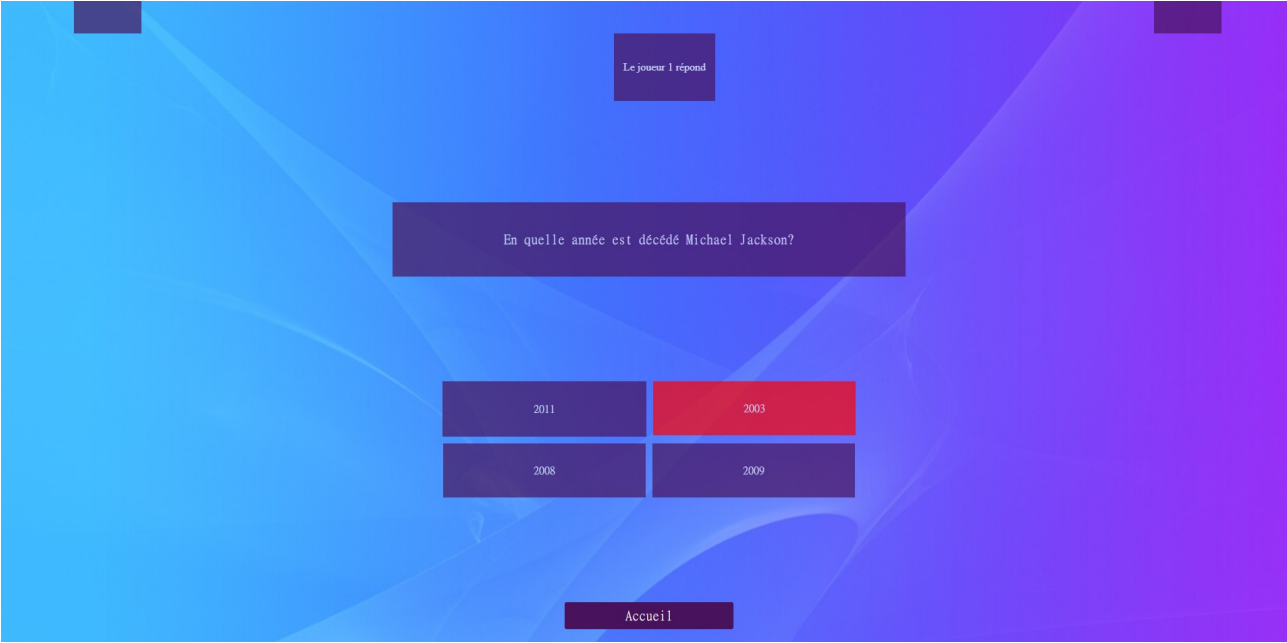 Le joueur 1 répond
En quelle année est décédé Michael Jackson?
2011
2003
2008
2009
Accueil